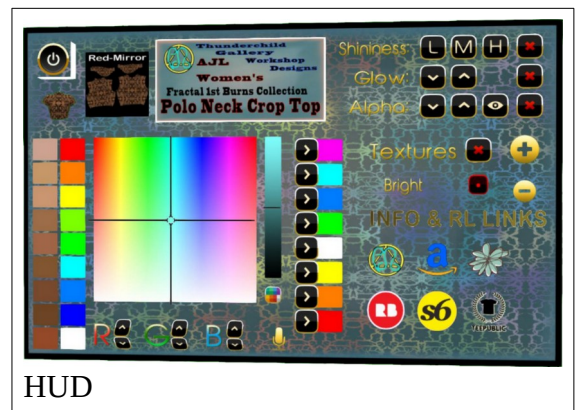 Red-Mirror
Thunderchild
Gallery
AJL Workshop
Designs
Women's
Fractal 1st Burns Collection
Polo Neck Crop Top
Shininess: L M H
Glow:
Alpha:
Textures
Bright
INFO & RL LINKS
a
RB s6
TEEPUBLIC
R G B
HUD